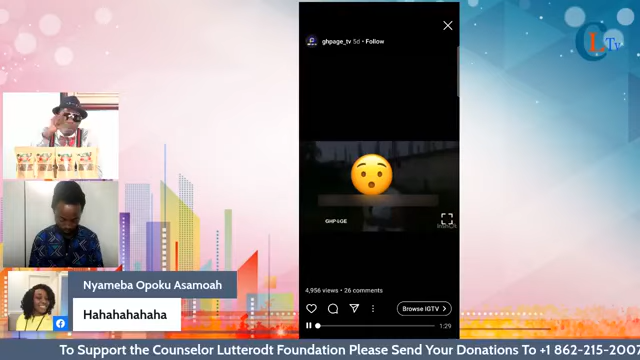 ghpage_tv 5d • Follow
CLTv
GHPAGE
4,956 views • 26 comments
Browse IGTV >
1:29
Nyameba Opoku Asamoah
Hahahahahaha
To Support the Counselor Lutterodt Foundation Please Send Your Donations To +1 862-215-2007